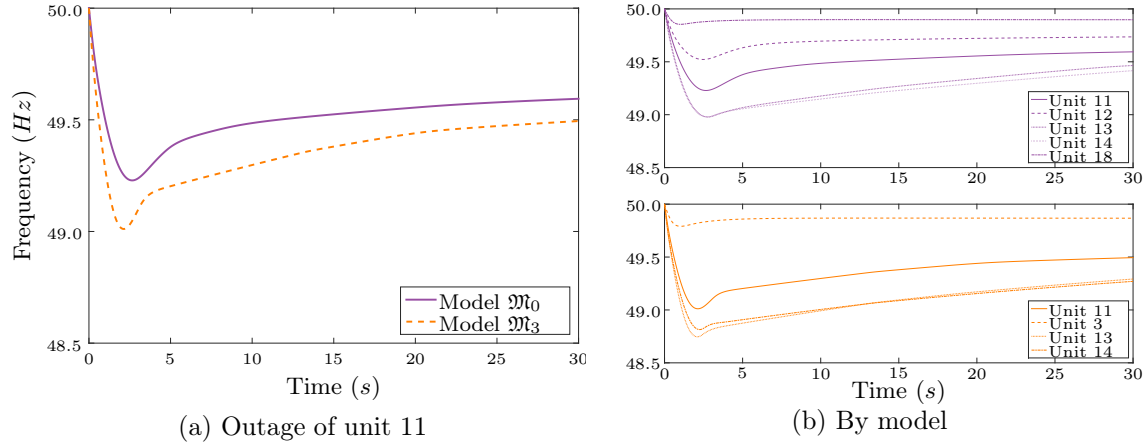 50.0
49.5
49.0
48.5
Frequency (Hz)
0 5 10 15 20 25 30
Time (s)
Model 𝔐0
Model 𝔐3
(a) Outage of unit 11
50.0
49.5
49.0
48.5
0 5 10 15 20 25 30
Unit 11
Unit 12
Unit 13
Unit 14
Unit 18
50.0
49.5
49.0
48.5
0 5 10 15 20 25 30
Unit 11
Unit 3
Unit 13
Unit 14
Time (s)
(b) By model